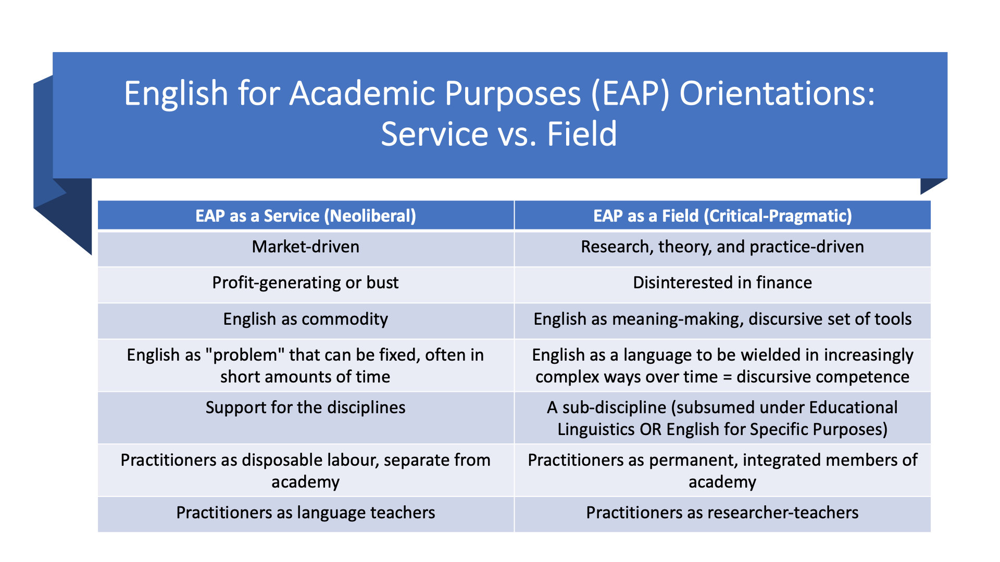 English for Academic Purposes (EAP) Orientations:
Service vs. Field
EAP as a Service (Neoliberal)
EAP as a Field (Critical-Pragmatic)
Market-driven
Research, theory, and practice-driven
Profit-generating or bust
Disinterested in finance
English as commodity
English as meaning-making, discursive set of tools
English as "problem" that can be fixed, often in
short amounts of time
English as a language to be wielded in increasingly
complex ways over time = discursive competence
Support for the disciplines
A sub-discipline (subsumed under Educational
Linguistics OR English for Specific Purposes)
Practitioners as disposable labour, separate from
academy
Practitioners as permanent, integrated members of
academy
Practitioners as language teachers
Practitioners as researcher-teachers